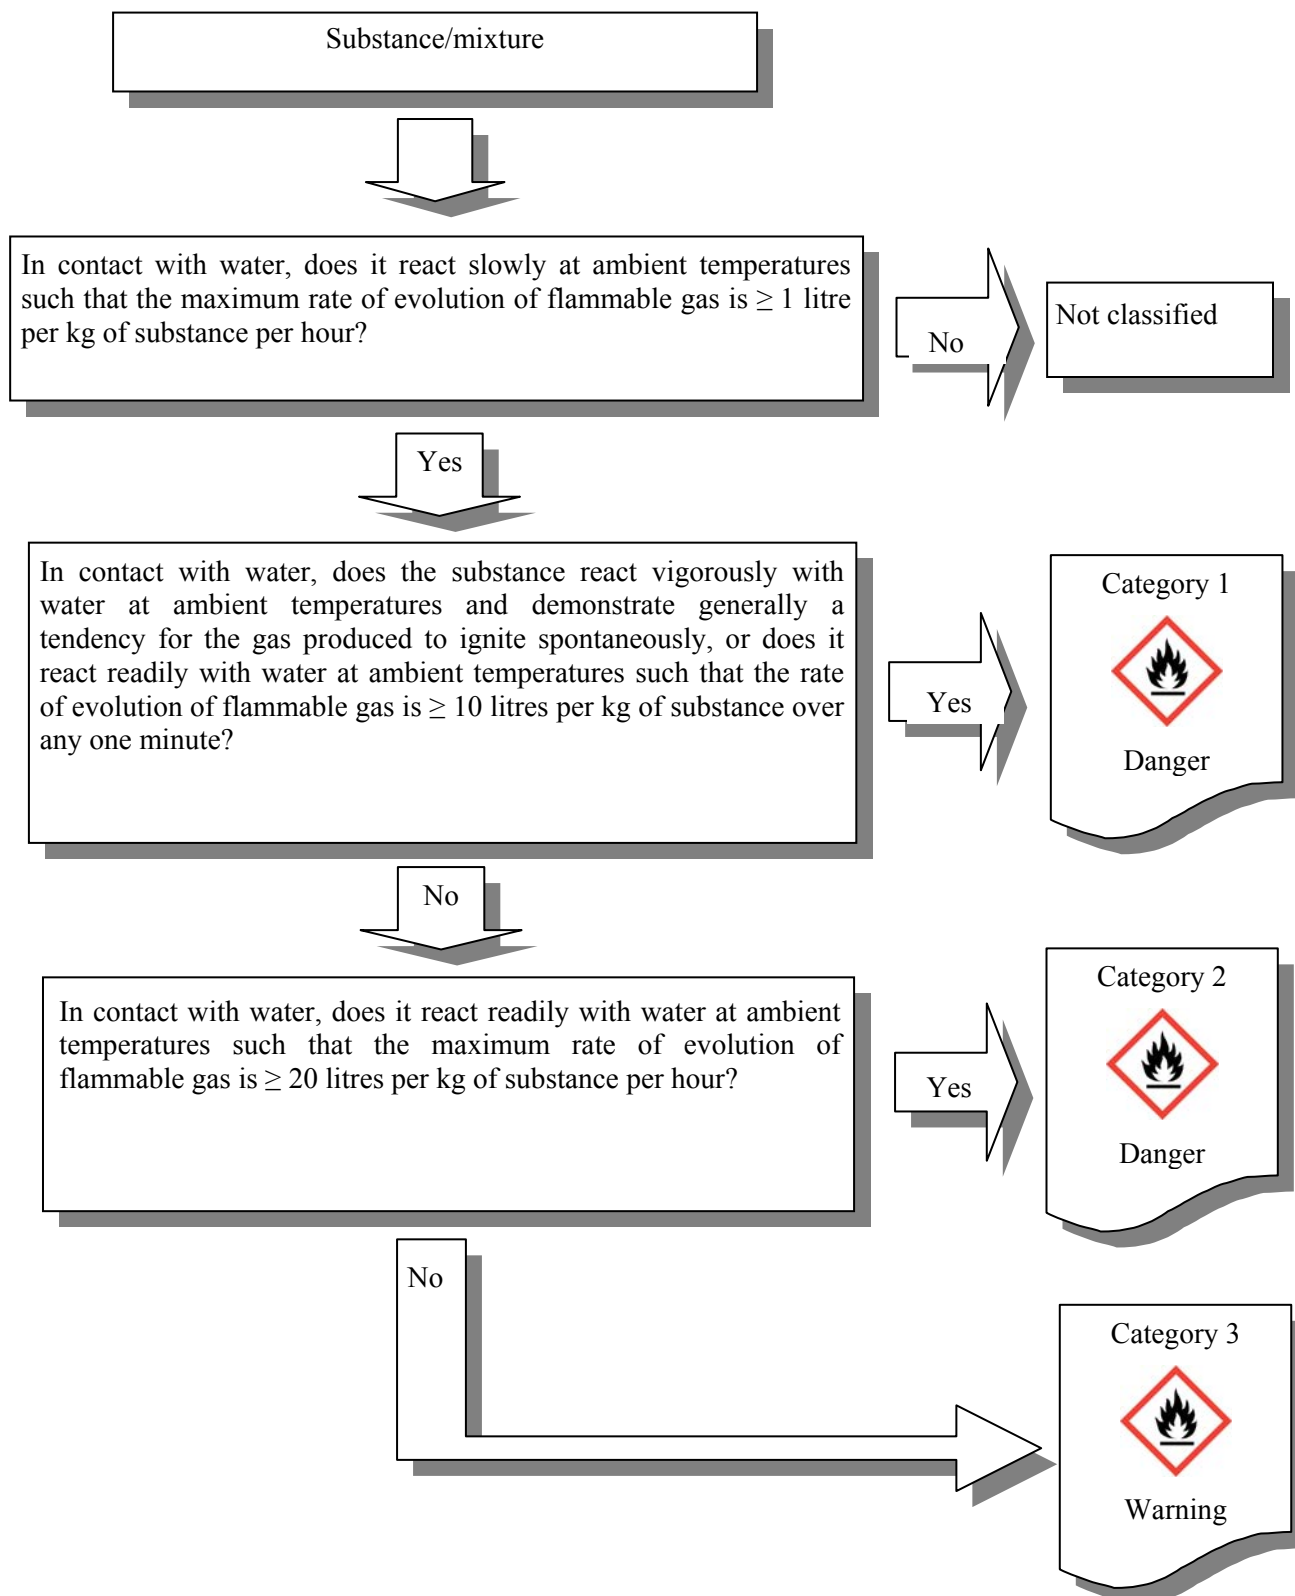 Substance/mixture
In contact with water, does it react slowly at ambient temperatures
such that the maximum rate of evolution of flammable gas is ≥ 1 litre
per kg of substance per hour?
No
Not classified
Yes
In contact with water, does the substance react vigorously with
water at ambient temperatures and demonstrate generally a
tendency for the gas produced to ignite spontaneously, or does it
react readily with water at ambient temperatures such that the rate
of evolution of flammable gas is ≥ 10 litres per kg of substance over
any one minute?
Yes
Category 1
Danger
No
In contact with water, does it react readily with water at ambient
temperatures such that the maximum rate of evolution of
flammable gas is ≥ 20 litres per kg of substance per hour?
Yes
Category 2
Danger
No
Category 3
Warning